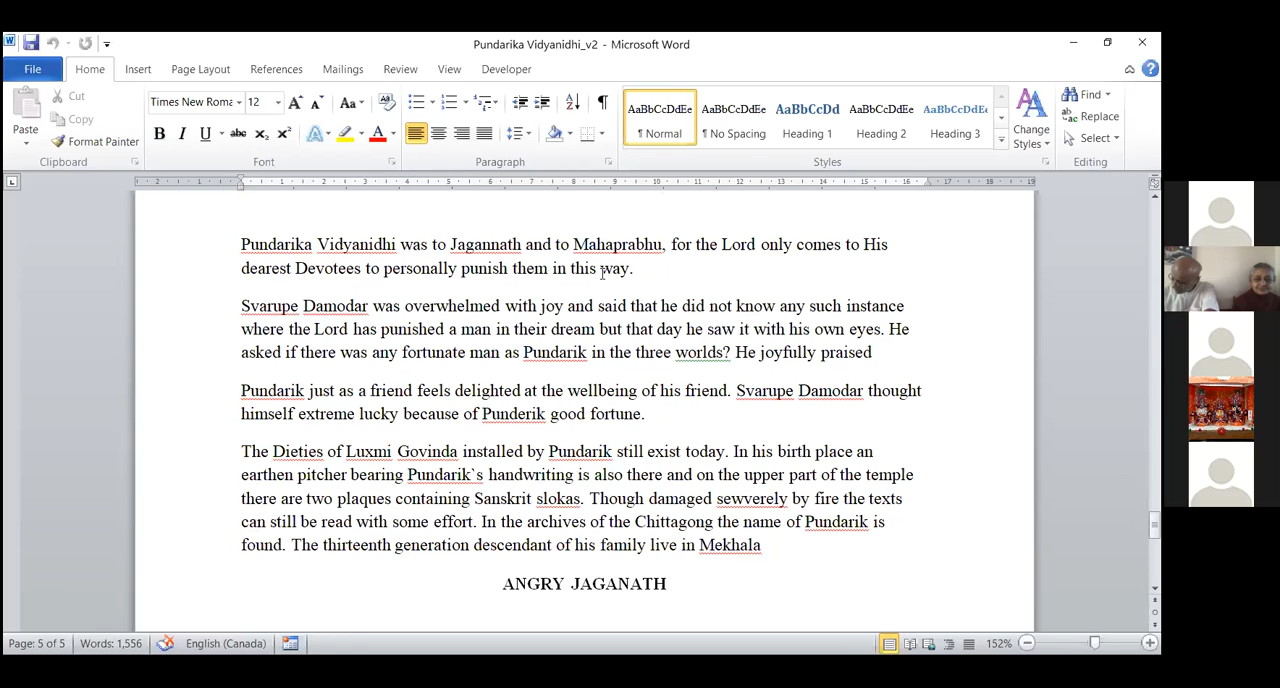 Pundarika Vidyanidhi_v2 - Microsoft Word
File Home Insert Page Layout References Mailings Review View Developer
Paste
Cut
Copy
Format Painter
Clipboard
Times New Roma 12
Font
Paragraph
AaBbCcDdEe AaBbCcDdEe AaBbCcDd AaBbCcDdEe AaBbCcDdEe
¶ Normal ¶ No Spacing Heading 1 Heading 2 Heading 3
Change Styles
Styles
Find
Replace
Select
Editing
Pundarika Vidyanidhi was to Jagannath and to Mahaprabhu, for the Lord only comes to His
dearest Devotees to personally punish them in this way.
Svarupe Damodar was overwhelmed with joy and said that he did not know any such instance
where the Lord has punished a man in their dream but that day he saw it with his own eyes. He
asked if there was any fortunate man as Pundarik in the three worlds? He joyfully praised
Pundarik just as a friend feels delighted at the wellbeing of his friend. Svarupe Damodar thought
himself extreme lucky because of Punderik good fortune.
The Dieties of Luxmi Govinda installed by Pundarik still exist today. In his birth place an
earthen pitcher bearing Pundarik`s handwriting is also there and on the upper part of the temple
there are two plaques containing Sanskrit slokas. Though damaged sewverely by fire the texts
can still be read with some effort. In the archives of the Chittagong the name of Pundarik is
found. The thirteenth generation descendant of his family live in Mekhala
ANGRY JAGANATH
Page: 5 of 5 Words: 1,556 English (Canada) 152%